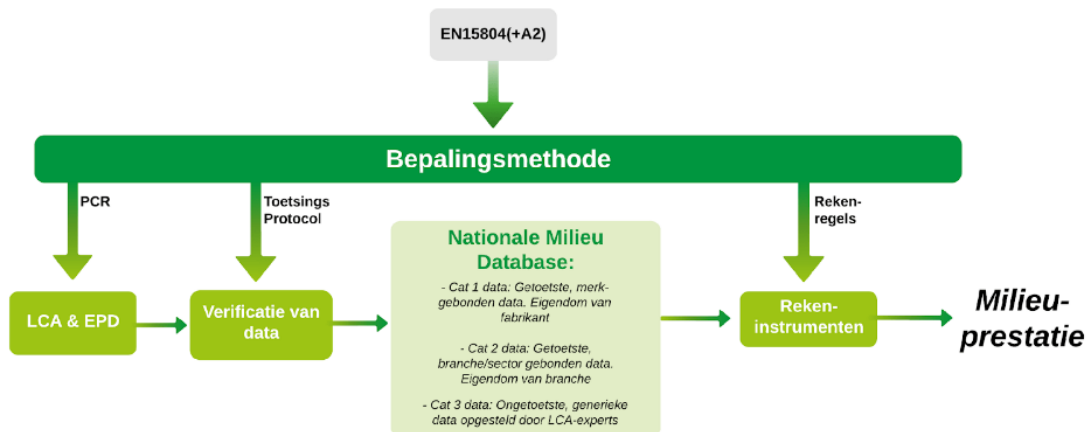 EN15804(+A2)
Bepalingsmethode
PCR
Toetsings
Protocol
Reken-
regels
LCA & EPD
Verificatie van
data
Nationale Milieu
Database:
- Cat 1 data: Getoetste, merk-
gebonden data. Eigendom van
fabrikant
- Cat 2 data: Getoetste,
branche/sector gebonden data.
Eigendom van branche
- Cat 3 data: Ongetoetste, generieke
data opgesteld door LCA-experts
Reken-
instrumenten
Milieu-
prestatie